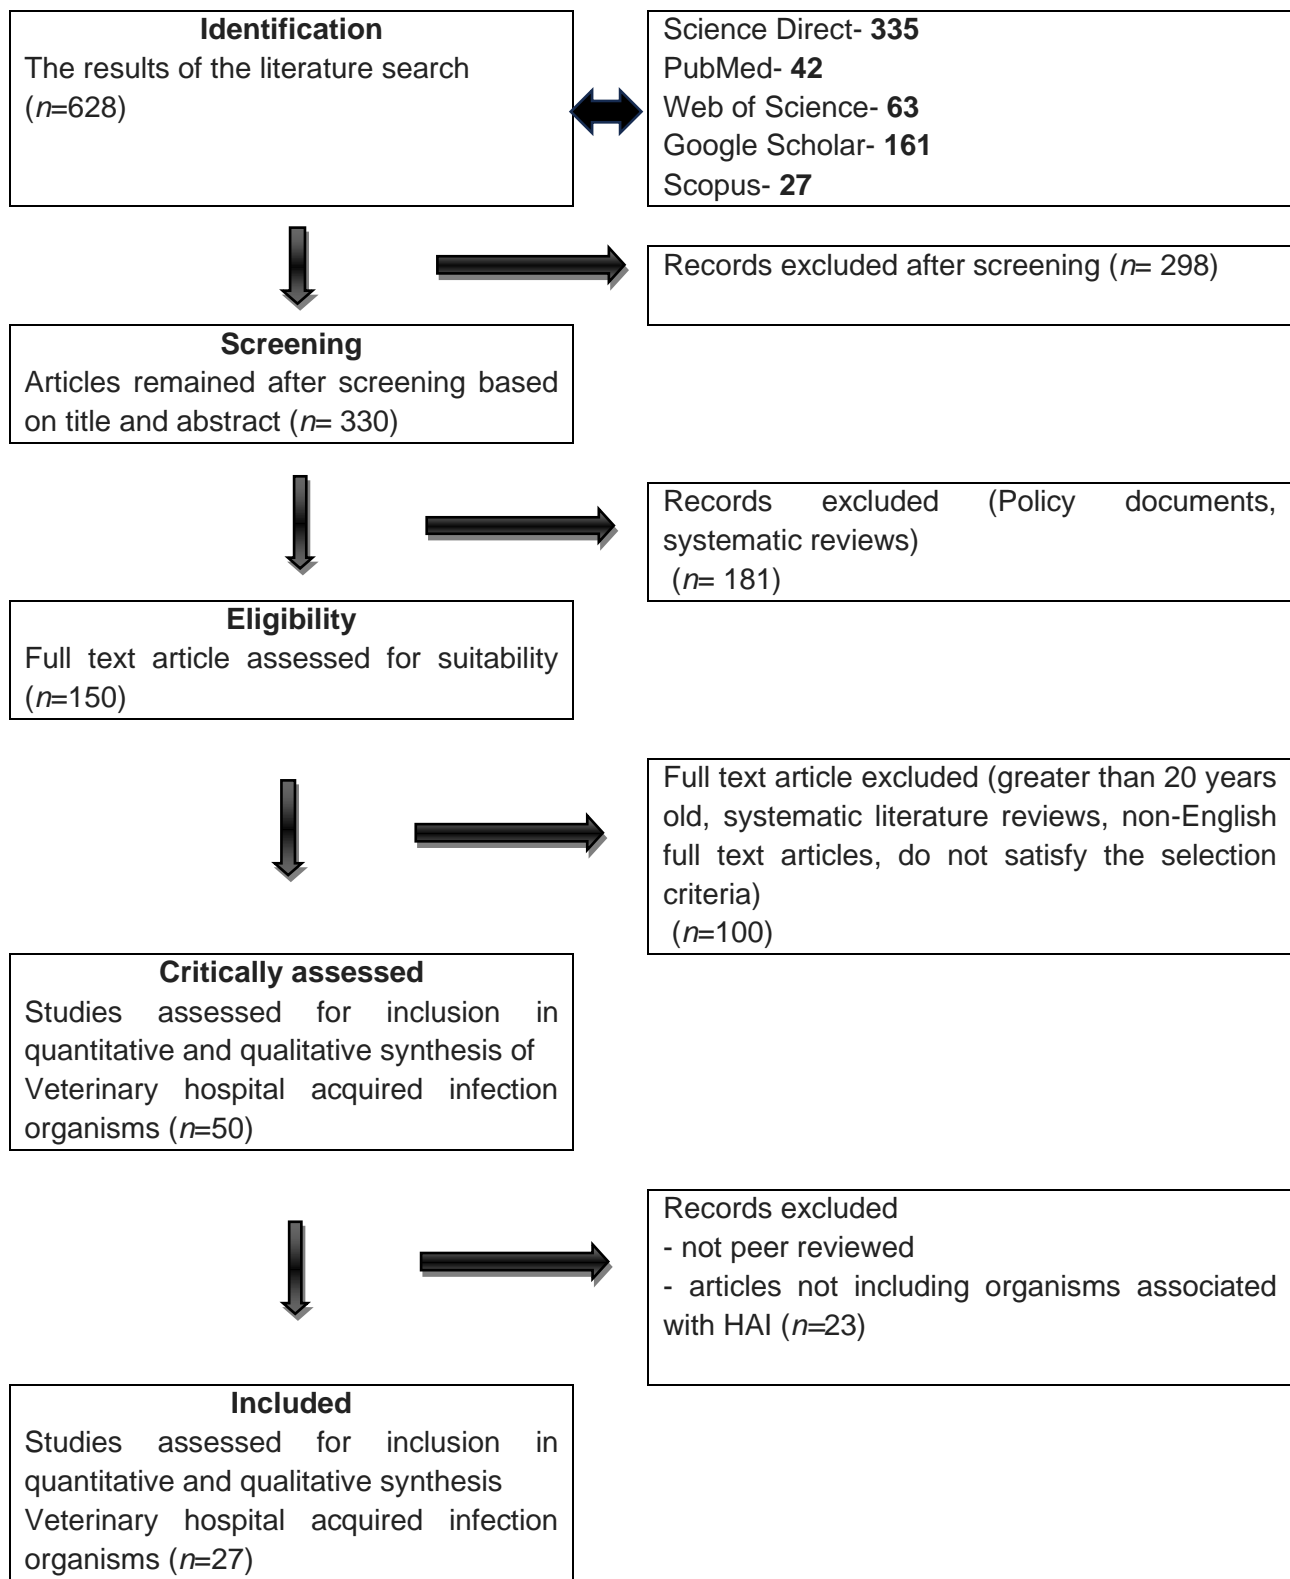 Identification
The results of the literature search
(n=628)
Science Direct- 335
PubMed- 42
Web of Science- 63
Google Scholar- 161
Scopus- 27
Records excluded after screening (n= 298)
Screening
Articles remained after screening based
on title and abstract (n= 330)
Records excluded (Policy documents,
systematic reviews)
(n= 181)
Eligibility
Full text article assessed for suitability
(n=150)
Full text article excluded (greater than 20 years
old, systematic literature reviews, non-English
full text articles, do not satisfy the selection
criteria)
(n=100)
Critically assessed
Studies assessed for inclusion in
quantitative and qualitative synthesis of
Veterinary hospital acquired infection
organisms (n=50)
Records excluded
- not peer reviewed
- articles not including organisms associated
with HAI (n=23)
Included
Studies assessed for inclusion in
quantitative and qualitative synthesis
Veterinary hospital acquired infection
organisms (n=27)